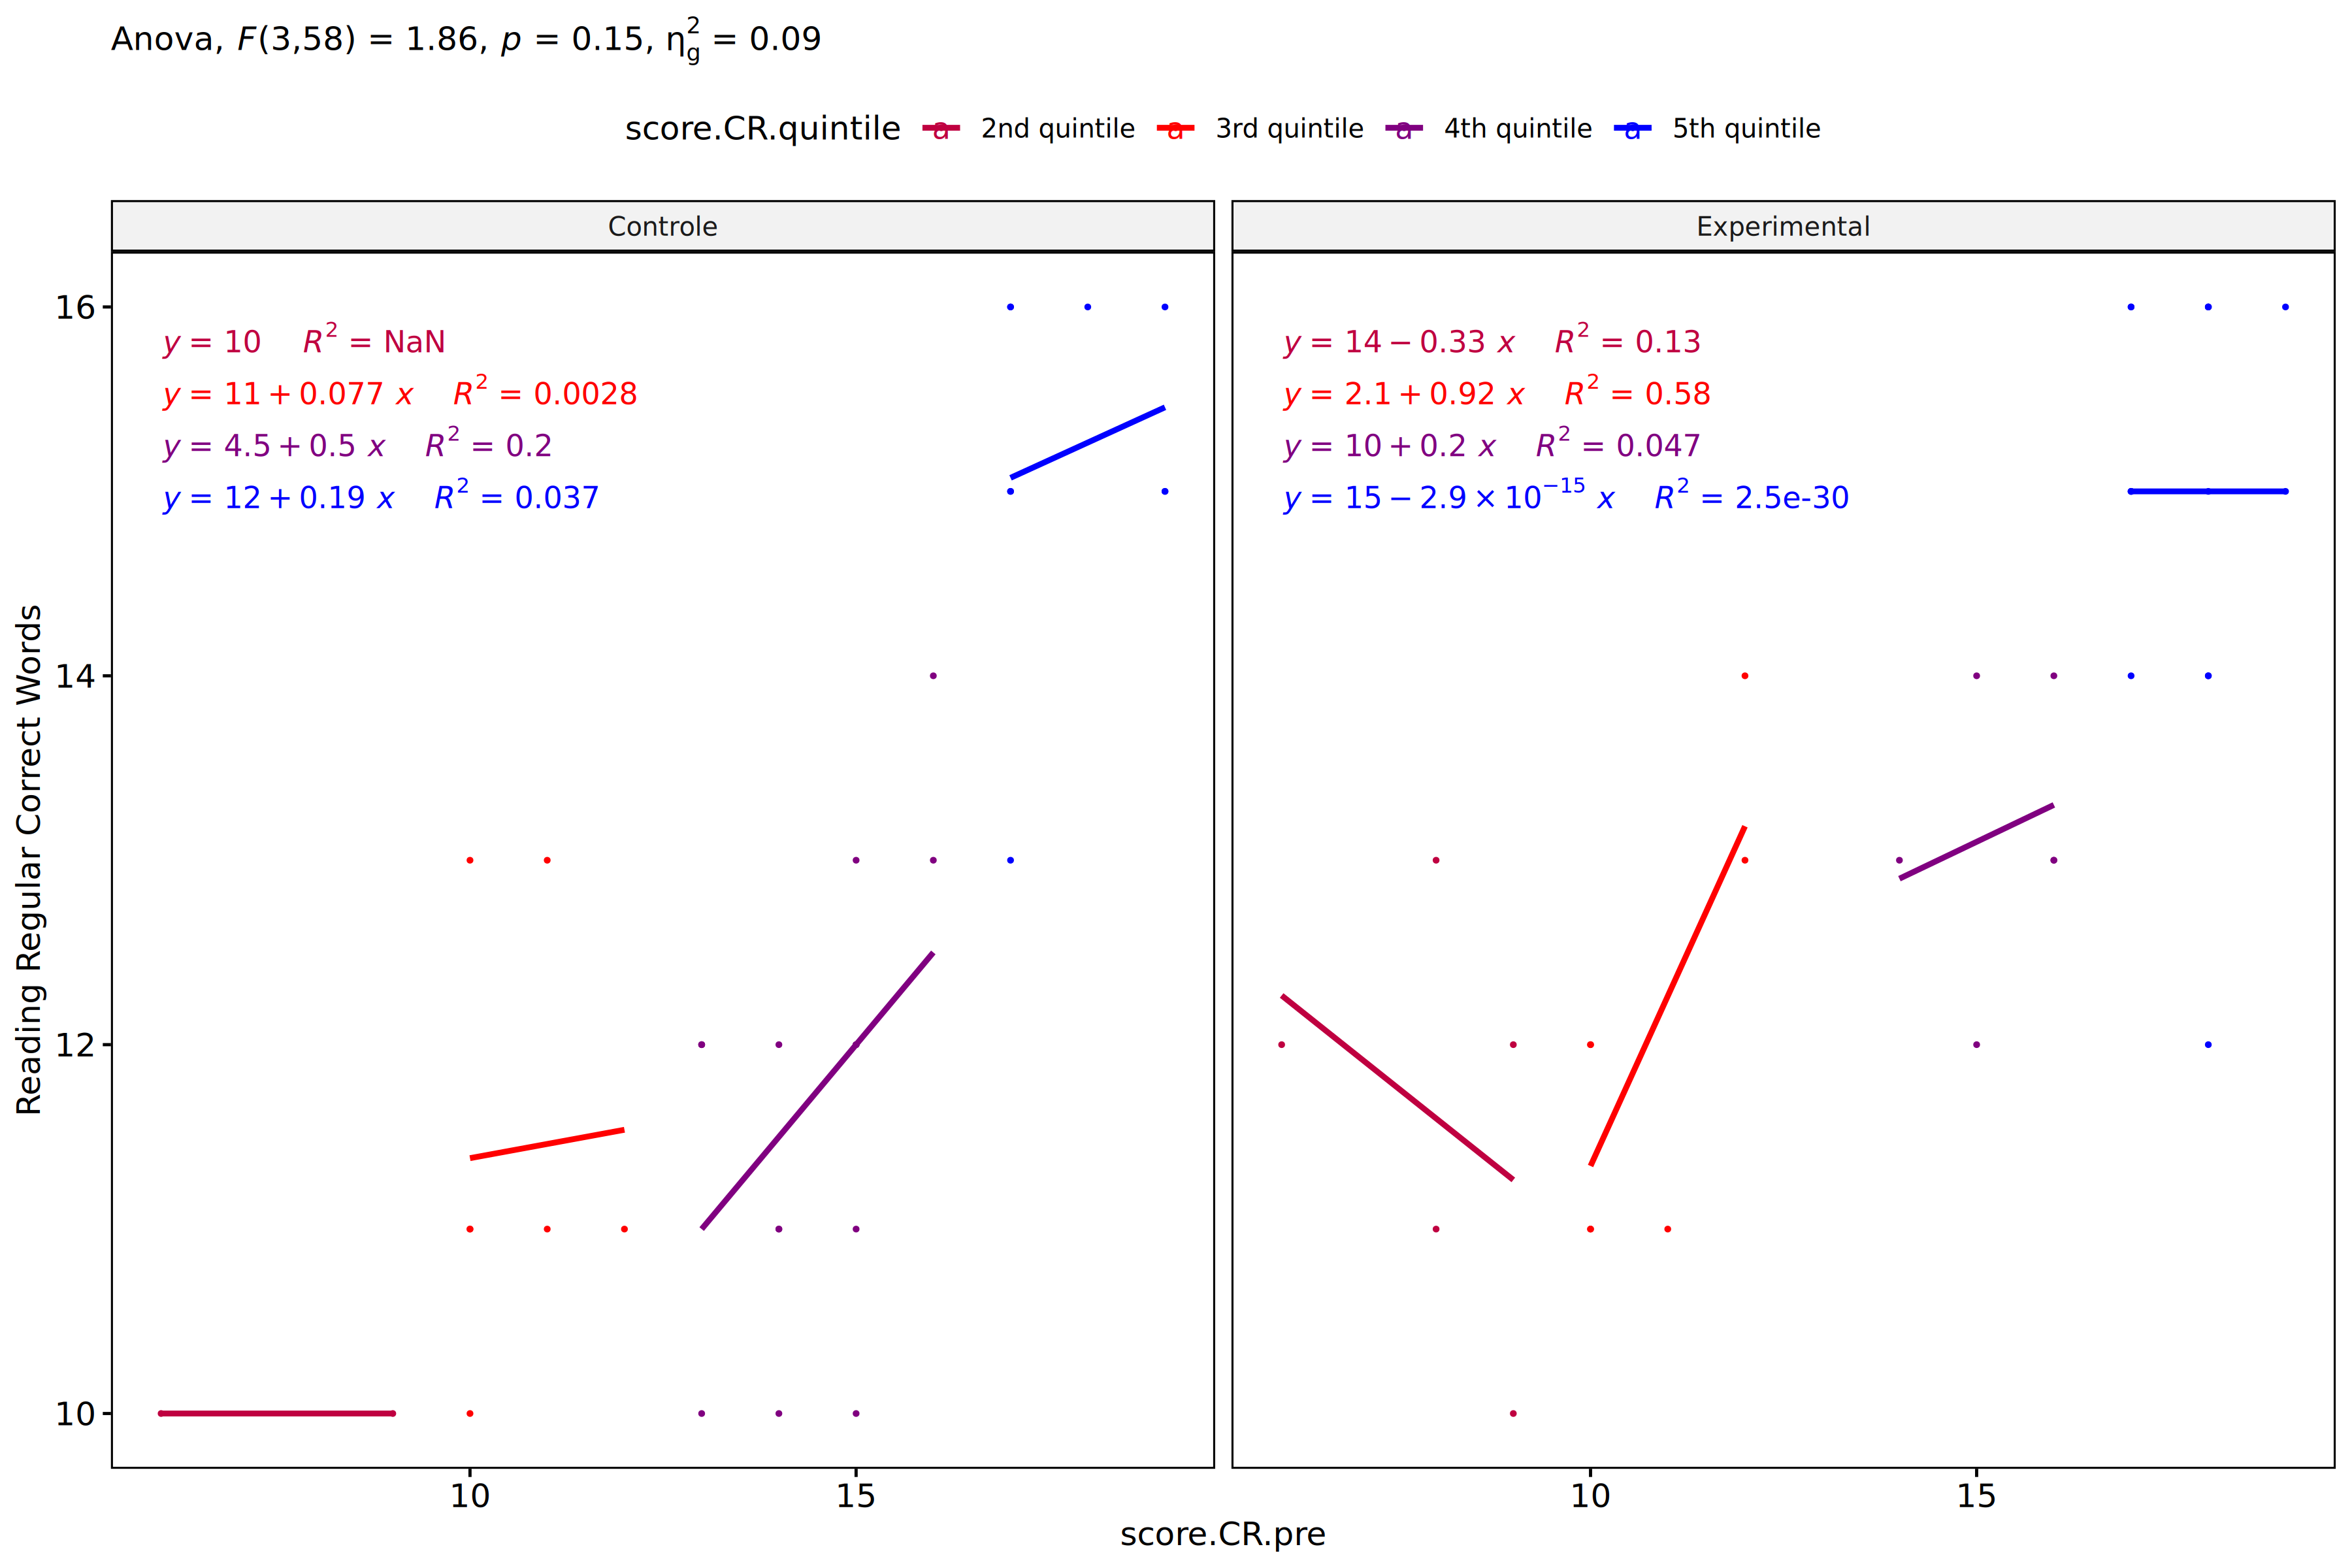 Anova, F(3,58) = 1.86, p = 0.15, η²g = 0.09
score.CR.quintile a 2nd quintile a 3rd quintile a 4th quintile a 5th quintile
Controle
Experimental
y = 10 R² = NaN
y = 11 + 0.077 x R² = 0.0028
y = 4.5 + 0.5 x R² = 0.2
y = 12 + 0.19 x R² = 0.037
y = 14 − 0.33 x R² = 0.13
y = 2.1 + 0.92 x R² = 0.58
y = 10 + 0.2 x R² = 0.047
y = 15 − 2.9 × 10⁻¹⁵ x R² = 2.5e-30
Reading Regular Correct Words
16
14
12
10
10 15
10 15
score.CR.pre